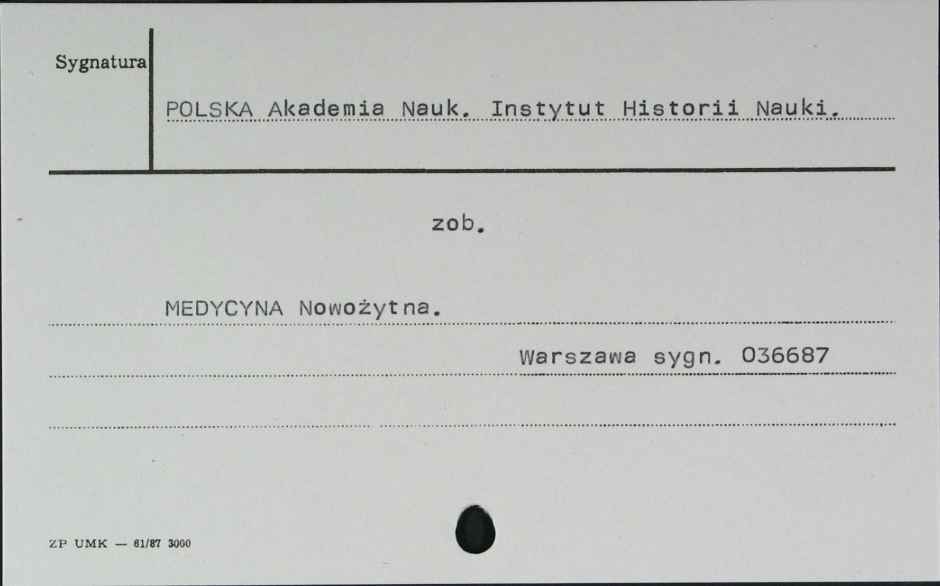 Sygnatura
POLSKA Akademia Nauk. Instytut Historii Nauki.
zob.
MEDYCYNA Nowożytna.
Warszawa sygn. 036687
ZP UMK — 61/87 3000